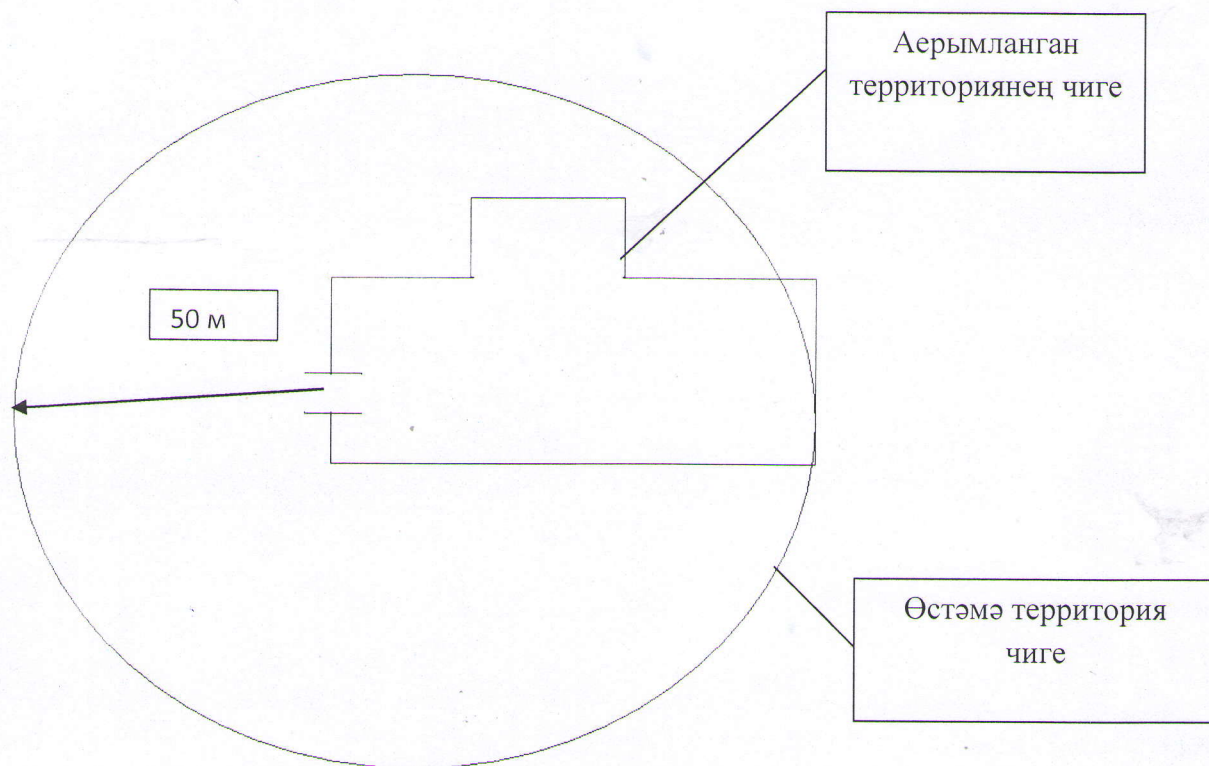 Аерымланган
территориянең чиге
50 м
Өстәмә территория
чиге